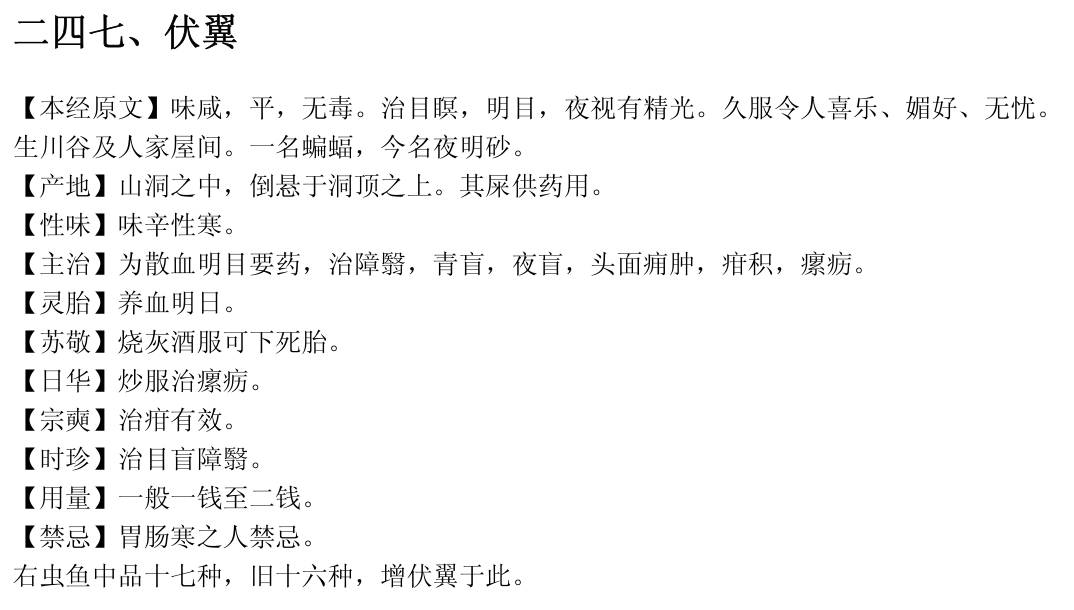 二四七、伏翼
【本经原文】味咸，平，无毒。治目瞑，明目，夜视有精光。久服令人喜乐、媚好、无忧。
生川谷及人家屋间。一名蝙蝠，今名夜明砂。
【产地】山洞之中，倒悬于洞顶之上。其屎供药用。
【性味】味辛性寒。
【主治】为散血明目要药，治障翳，青盲，夜盲，头面痈肿，疳积，瘰疬。
【灵胎】养血明日。
【苏敬】烧灰酒服可下死胎。
【日华】炒服治瘰疬。
【宗奭】治疳有效。
【时珍】治目盲障翳。
【用量】一般一钱至二钱。
【禁忌】胃肠寒之人禁忌。
右虫鱼中品十七种，旧十六种，增伏翼于此。